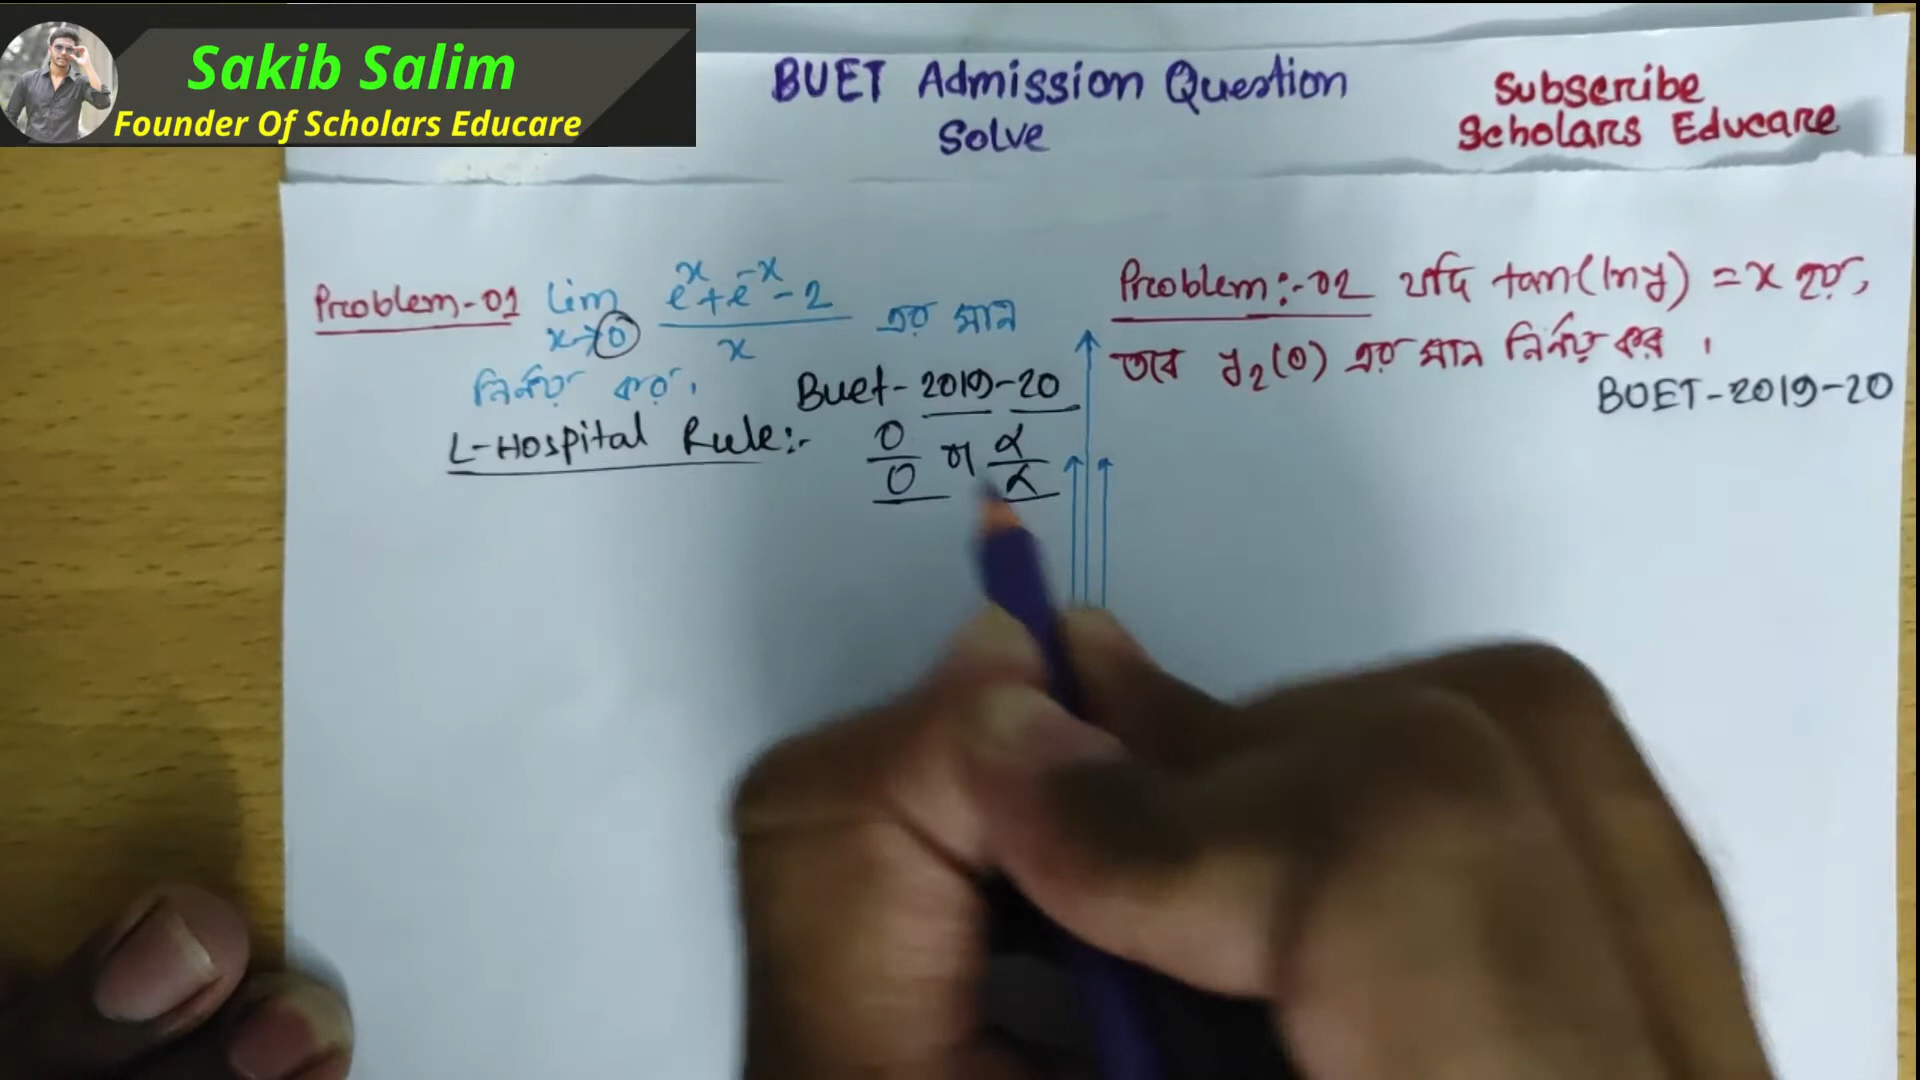 Sakib Salim
Founder Of Scholars Educare
BUET Admission Question
Solve
Subscribe
Scholars Educare
Problem-01 lim x→0 (e^x + e^-x - 2)/x এর মান
নির্ণয় কর।
Buet-2019-20
L-Hospital Rule:- 0/0 বা α/α
Problem:-02 যদি tan(lny) = x হয়,
তবে y₂(0) এর মান নির্ণয় কর।
BUET-2019-20